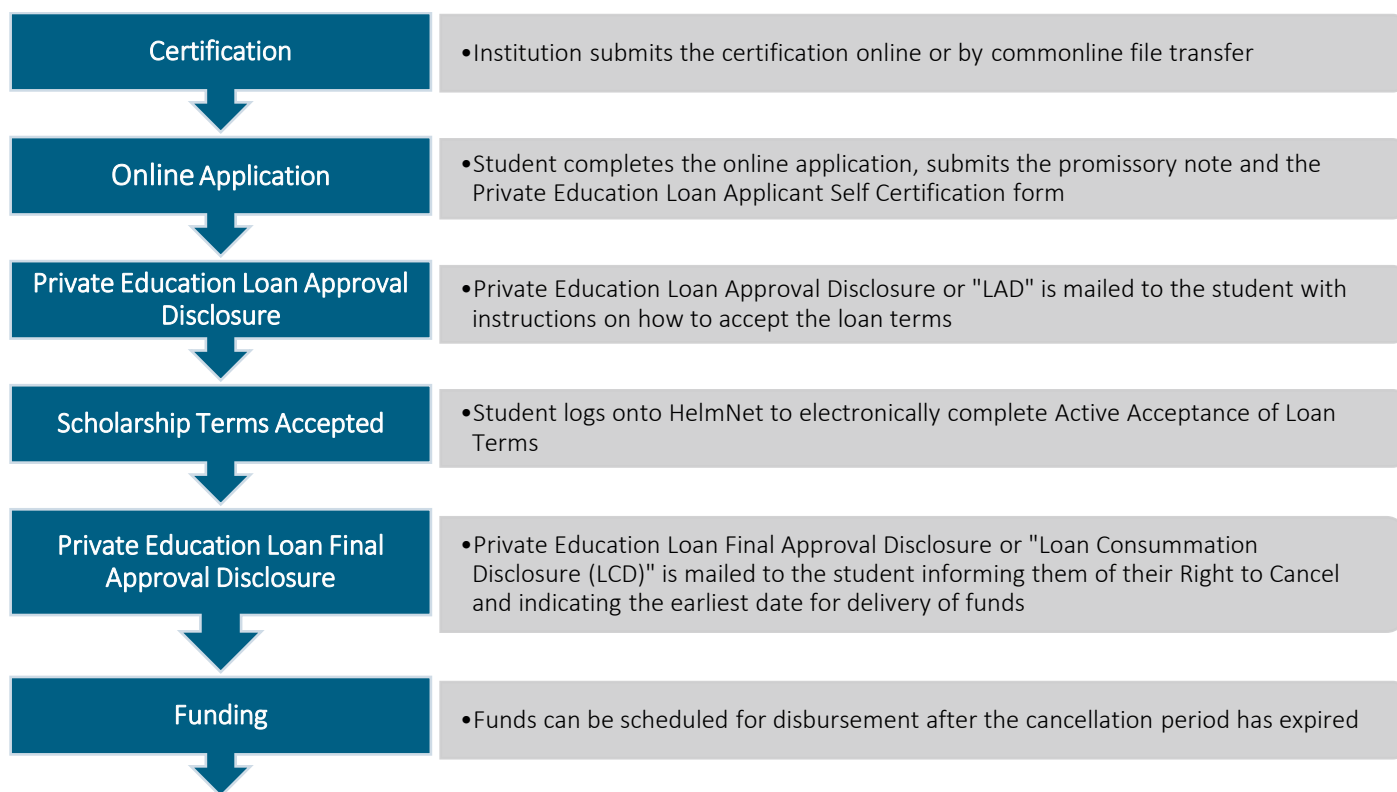 Certification
•Institution submits the certification online or by commonline file transfer
Online Application
•Student completes the online application, submits the promissory note and the
Private Education Loan Applicant Self Certification form
Private Education Loan Approval
Disclosure
•Private Education Loan Approval Disclosure or "LAD" is mailed to the student with
instructions on how to accept the loan terms
Scholarship Terms Accepted
•Student logs onto HelmNet to electronically complete Active Acceptance of Loan
Terms
Private Education Loan Final
Approval Disclosure
•Private Education Loan Final Approval Disclosure or "Loan Consummation
Disclosure (LCD)" is mailed to the student informing them of their Right to Cancel
and indicating the earliest date for delivery of funds
Funding
•Funds can be scheduled for disbursement after the cancellation period has expired